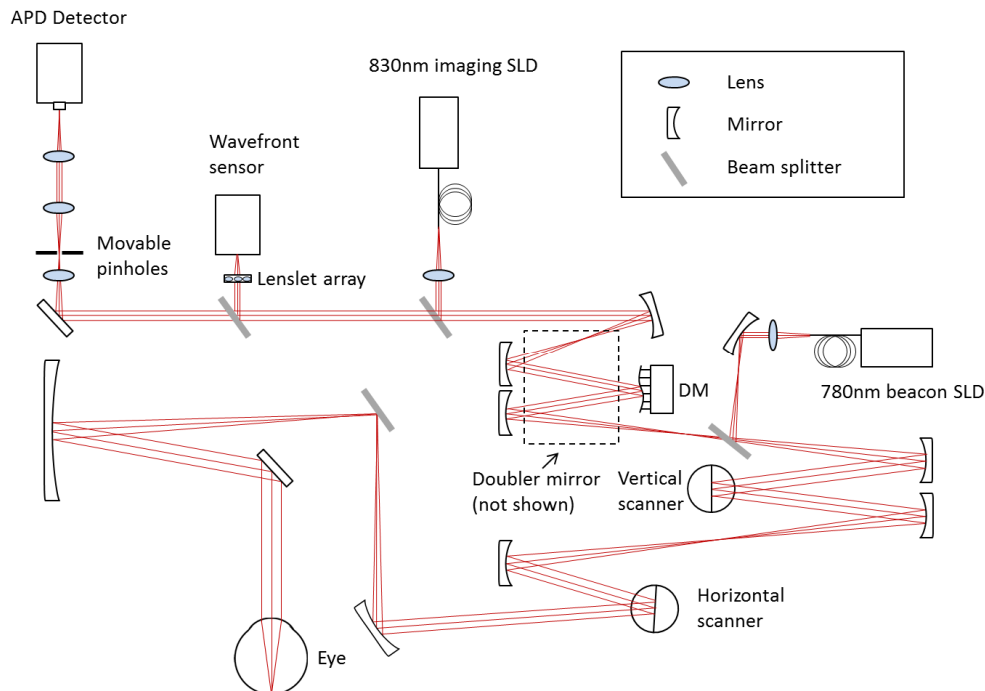 APD Detector
830nm imaging SLD
Lens
Mirror
Beam splitter
Wavefront
sensor
Movable
pinholes
Lenslet array
DM
780nm beacon SLD
Doubler mirror
(not shown)
Vertical
scanner
Horizontal
scanner
Eye